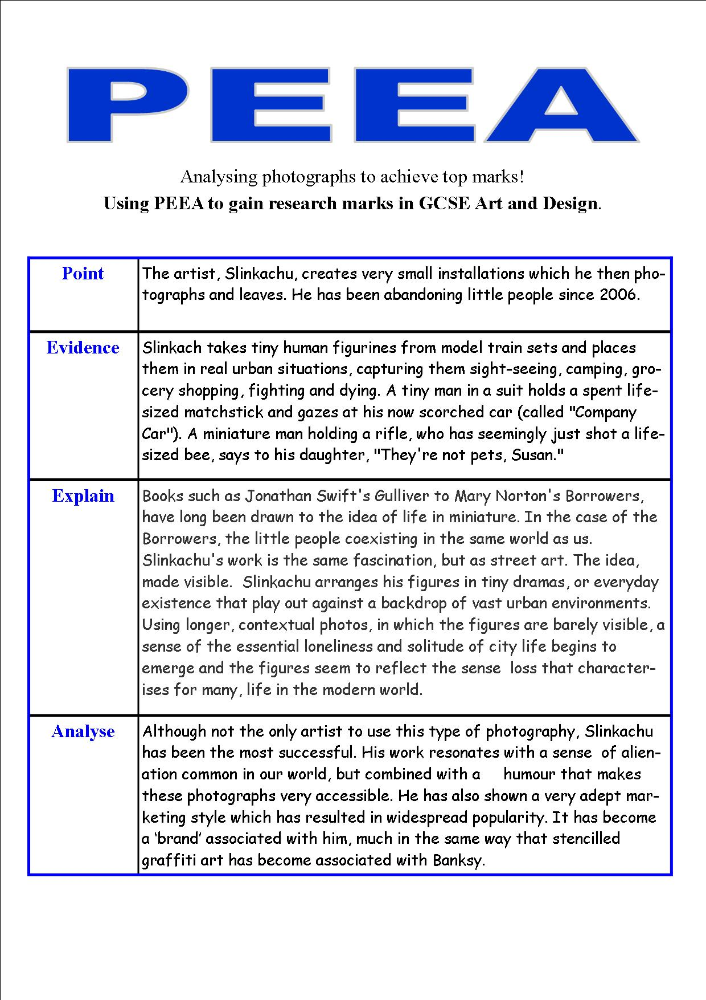 PEEA
Analysing photographs to achieve top marks!
Using PEEA to gain research marks in GCSE Art and Design.
Point
The artist, Slinkachu, creates very small installations which he then pho-
tographs and leaves. He has been abandoning little people since 2006.
Evidence
Slinkach takes tiny human figurines from model train sets and places
them in real urban situations, capturing them sight-seeing, camping, gro-
cery shopping, fighting and dying. A tiny man in a suit holds a spent life-
sized matchstick and gazes at his now scorched car (called "Company
Car"). A miniature man holding a rifle, who has seemingly just shot a life-
sized bee, says to his daughter, "They're not pets, Susan."
Explain
Books such as Jonathan Swift's Gulliver to Mary Norton's Borrowers,
have long been drawn to the idea of life in miniature. In the case of the
Borrowers, the little people coexisting in the same world as us.
Slinkachu's work is the same fascination, but as street art. The idea,
made visible.  Slinkachu arranges his figures in tiny dramas, or everyday
existence that play out against a backdrop of vast urban environments.
Using longer, contextual photos, in which the figures are barely visible, a
sense of the essential loneliness and solitude of city life begins to
emerge and the figures seem to reflect the sense  loss that character-
ises for many, life in the modern world.
Analyse
Although not the only artist to use this type of photography, Slinkachu
has been the most successful. His work resonates with a sense  of alien-
ation common in our world, but combined with a    humour that makes
these photographs very accessible. He has also shown a very adept mar-
keting style which has resulted in widespread popularity. It has become
a ‘brand’ associated with him, much in the same way that stencilled
graffiti art has become associated with Banksy.